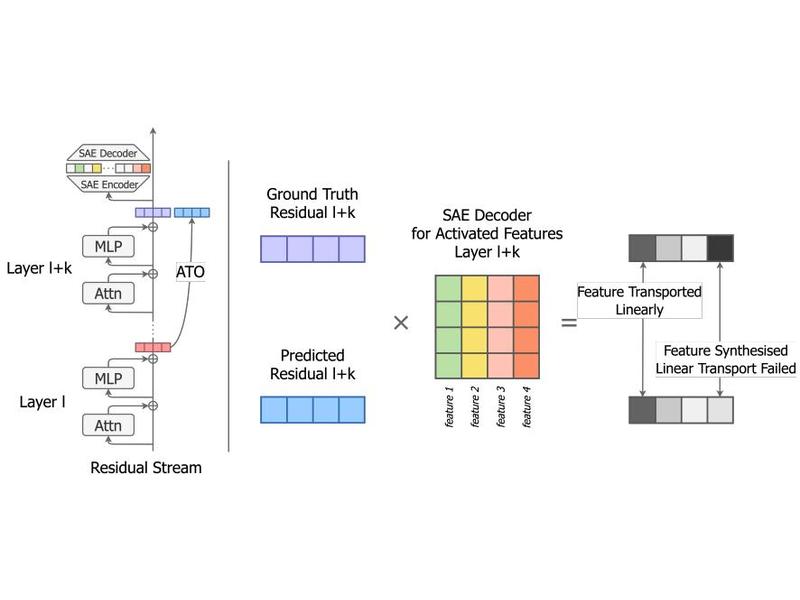 SAE Decoder
SAE Encoder
MLP
Layer l+k
Attn
ATO
MLP
Layer l
Attn
Residual Stream
Ground Truth
Residual l+k
Predicted
Residual l+k
×
SAE Decoder
for Activated Features
Layer l+k
feature 1
feature 2
feature 3
feature 4
=
Feature Transported
Linearly
Feature Synthesised
Linear Transport Failed